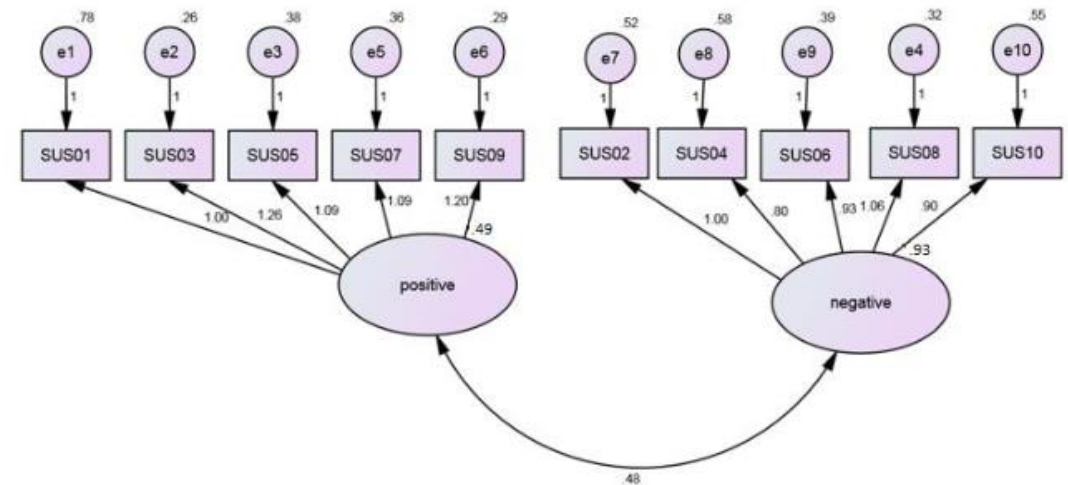 .78 .26 .38 .36 .29 .52 .58 .39 .32 .55
e1 e2 e3 e5 e6 e7 e8 e9 e4 e10
1 1 1 1 1 1 1 1 1 1
SUS01 SUS03 SUS05 SUS07 SUS09 SUS02 SUS04 SUS06 SUS08 SUS10
1.00 1.26 1.09 1.09 1.20 1.00 .80 .93 1.06 .90
.49 .93
positive negative
.48